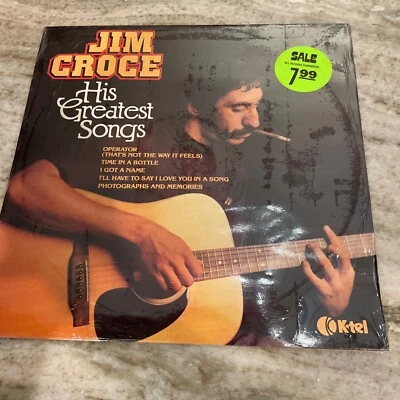 JIM
CROCE
His
Greatest
Songs
OPERATOR
(THAT'S NOT THE WAY IT FEELS)
TIME IN A BOTTLE
I GOT A NAME
I'LL HAVE TO SAY I LOVE YOU IN A SONG
PHOTOGRAPHS AND MEMORIES
SALE
7.99
K-tel